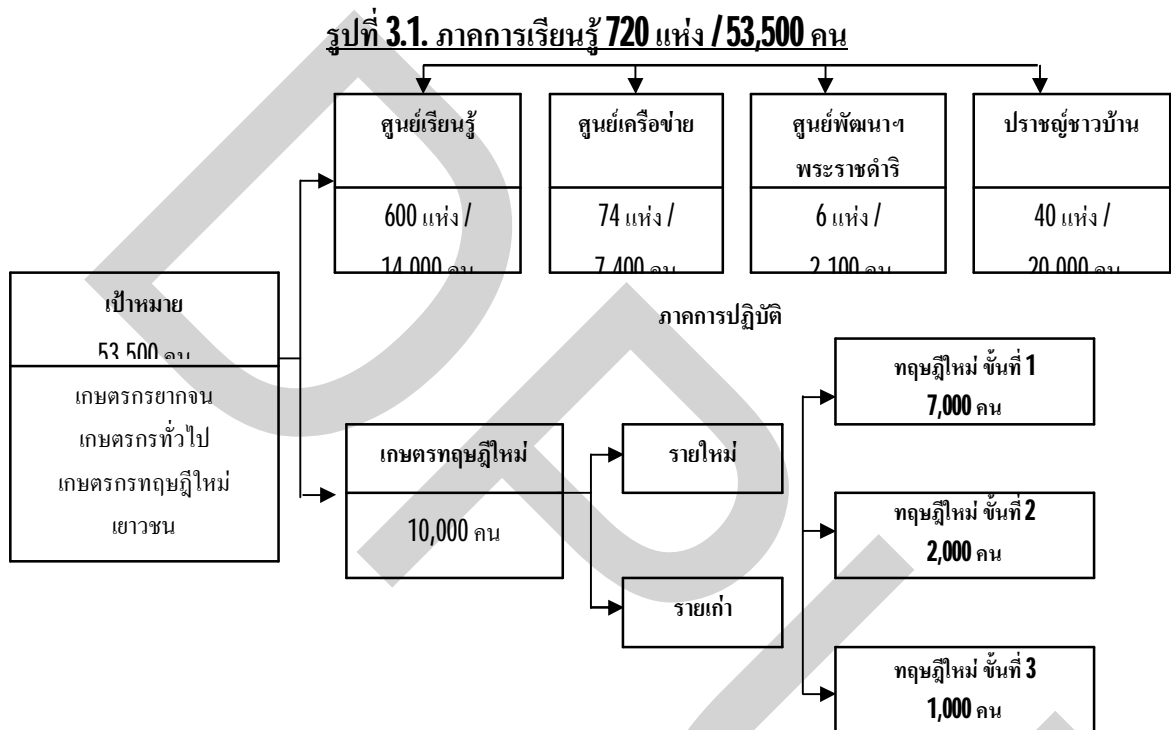 รูปที่ 3.1. ภาคการเรียนรู้ 720 แห่ง / 53,500 คน
ศูนย์เรียนรู้
600 แห่ง /
14,000 คน
ศูนย์เครือข่าย
74 แห่ง /
7,400 คน
ศูนย์พัฒนาฯ
พระราชดำริ
6 แห่ง /
2,100 คน
ปราชญ์ชาวบ้าน
40 แห่ง /
20,000 คน
เป้าหมาย
53,500 คน
เกษตรกรยากจน
เกษตรกรทั่วไป
เกษตรกรทฤษฎีใหม่
เยาวชน
ภาคการปฏิบัติ
เกษตรทฤษฎีใหม่
10,000 คน
รายใหม่
รายเก่า
ทฤษฎีใหม่ ขั้นที่ 1
7,000 คน
ทฤษฎีใหม่ ขั้นที่ 2
2,000 คน
ทฤษฎีใหม่ ขั้นที่ 3
1,000 คน